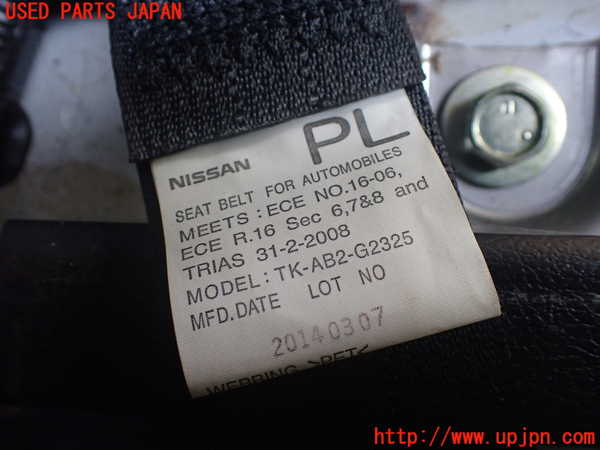 USED PARTS JAPAN
PL
NISSAN
SEAT BELT FOR AUTOMOBILES
MEETS : ECE NO.16-06,
ECE R.16 Sec 6,7&8 and
TRIAS 31-2-2008
MODEL: TK-AB2-G2325
MFD.DATE LOT NO
20140307
WEBBING >PET<
http://www.upjpn.com/